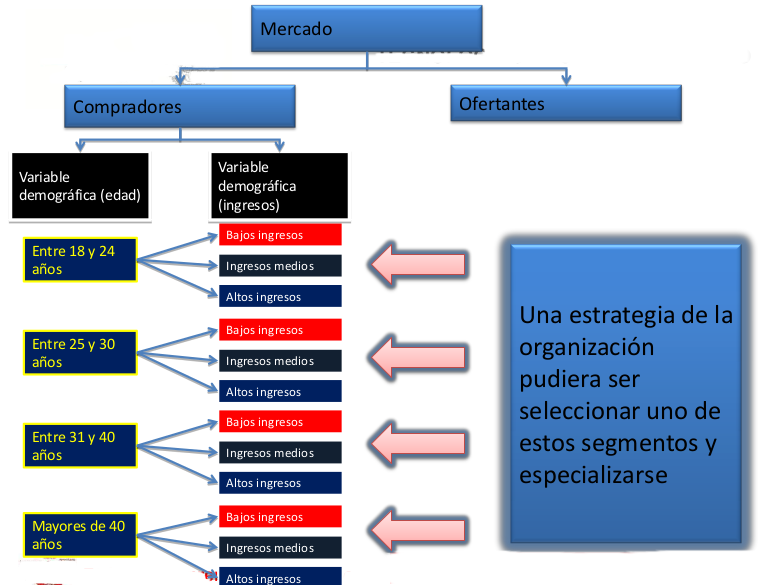 Mercado
Compradores
Ofertantes
Variable
demográfica (edad)
Variable
demográfica
(ingresos)
Entre 18 y 24
años
Bajos ingresos
Ingresos medios
Altos ingresos
Entre 25 y 30
años
Bajos ingresos
Ingresos medios
Altos ingresos
Entre 31 y 40
años
Bajos ingresos
Ingresos medios
Altos ingresos
Mayores de 40
años
Bajos ingresos
Ingresos medios
Altos ingresos
Una estrategia de la
organización
pudiera ser
seleccionar uno de
estos segmentos y
especializarse